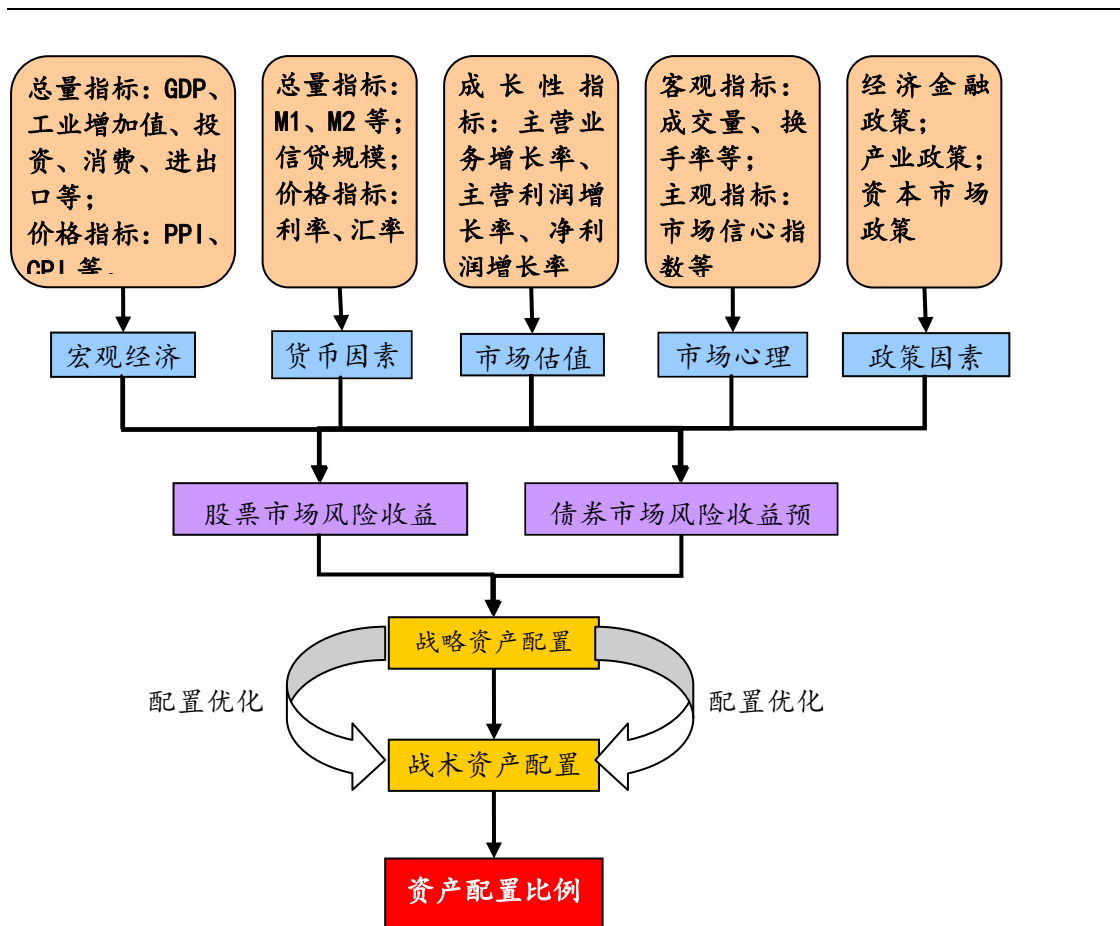 总量指标：GDP、
工业增加值、投
资、消费、进出
口等；
价格指标：PPI、
CPI 等。
总量指标：
M1、M2 等；
信贷规模；
价格指标：
利率、汇率
成长性指
标：主营业
务增长率、
主营利润增
长率、净利
润增长率
客观指标：
成交量、换
手率等；
主观指标：
市场信心指
数等
经济金融
政策；
产业政策；
资本市场
政策
宏观经济
货币因素
市场估值
市场心理
政策因素
股票市场风险收益
债券市场风险收益预
战略资产配置
配置优化
配置优化
战术资产配置
资产配置比例